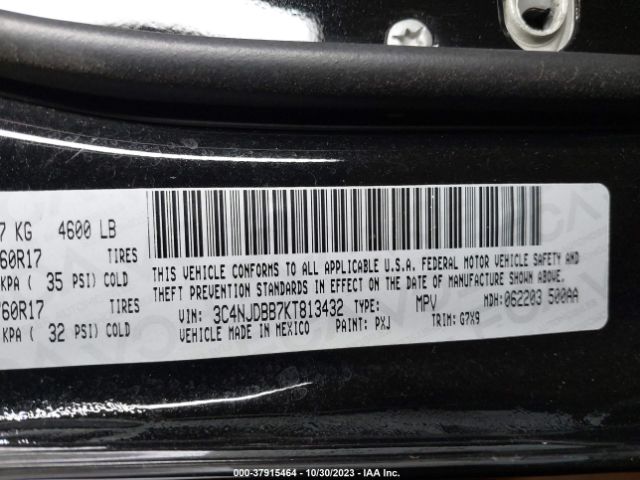 7 KG 4600 LB
60R17 TIRES
KPA ( 35 PSI) COLD
60R17 TIRES
KPA ( 32 PSI) COLD
THIS VEHICLE CONFORMS TO ALL APPLICABLE U.S.A. FEDERAL MOTOR VEHICLE SAFETY AND
THEFT PREVENTION STANDARDS IN EFFECT ON THE DATE OF MANUFACTURE SHOWN ABOVE.
VIN: 3C4NJDBB7KT813432 TYPE: MPV MDH: 062203 500AA
VEHICLE MADE IN MEXICO PAINT: PXJ TRIM: G7X9
000-37915464 - 10/30/2023 - IAA Inc.